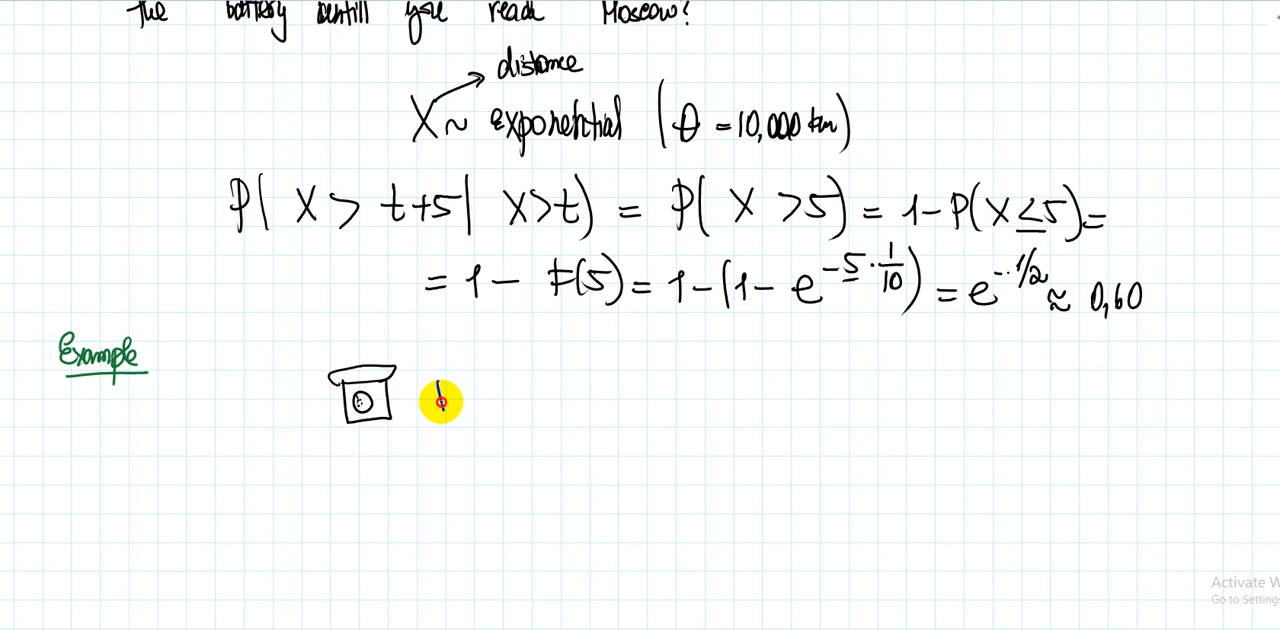 the battery untill you reach Moscow?
distance
X ~ exponential (θ = 10,000 km)
P( X > t+5 | X>t) = P( X >5) = 1-P(X ≤5)=
= 1 - F(5) = 1-(1- e^{-5·1/10}) = e^{-1/2} ≈ 0,60
Example
Activate W
Go to Settings